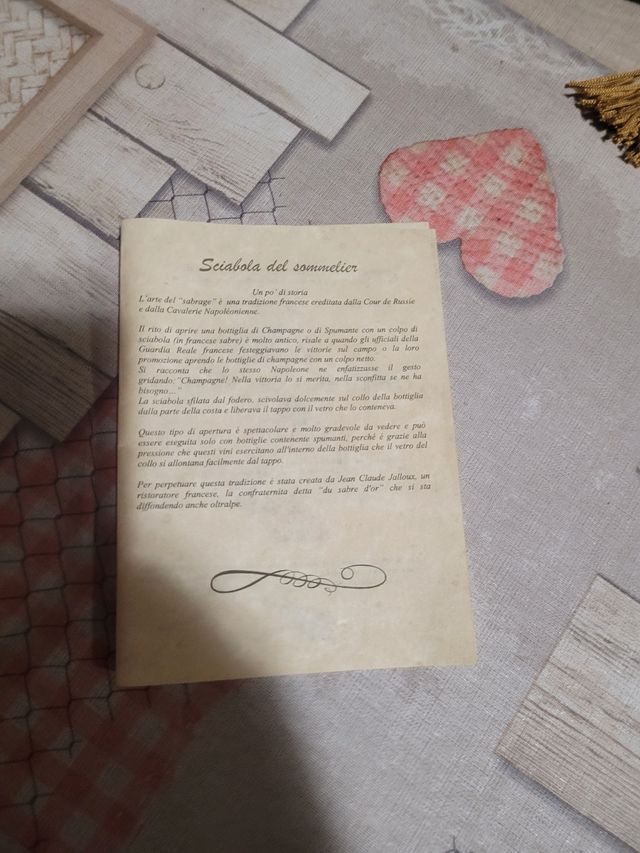 Sciabola del sommelier
Un po' di storia
L'arte del "sabrage" è una tradizione francese ereditata dalla Cour de Russie
e dalla Cavalerie Napoléonienne.
Il rito di aprire una bottiglia di Champagne o di Spumante con un colpo di
sciabola (in francese sabre) è molto antico, risale a quando gli ufficiali della
Guardia Reale francese festeggiavano le vittorie sul campo o la loro
promozione aprendo le bottiglie di champagne con un colpo netto.
Si racconta che lo stesso Napoleone ne enfatizzasse il gesto
gridando: "Champagne! Nella vittoria lo si merita, nella sconfitta se ne ha
bisogno..."
La sciabola sfilata dal fodero, scivolava dolcemente sul collo della bottiglia
dalla parte della costa e liberava il tappo con il vetro che lo conteneva.
Questo tipo di apertura è spettacolare e molto gradevole da vedere e può
essere eseguita solo con bottiglie contenente spumanti, perché è grazie alla
pressione che questi vini esercitano all'interno della bottiglia che il vetro del
collo si allontana facilmente dal tappo.
Per perpetuare questa tradizione è stata creata da Jean Claude Jalloux, un
ristoratore francese, la confraternita detta "du sabre d'or" che si sta
diffondendo anche oltralpe.